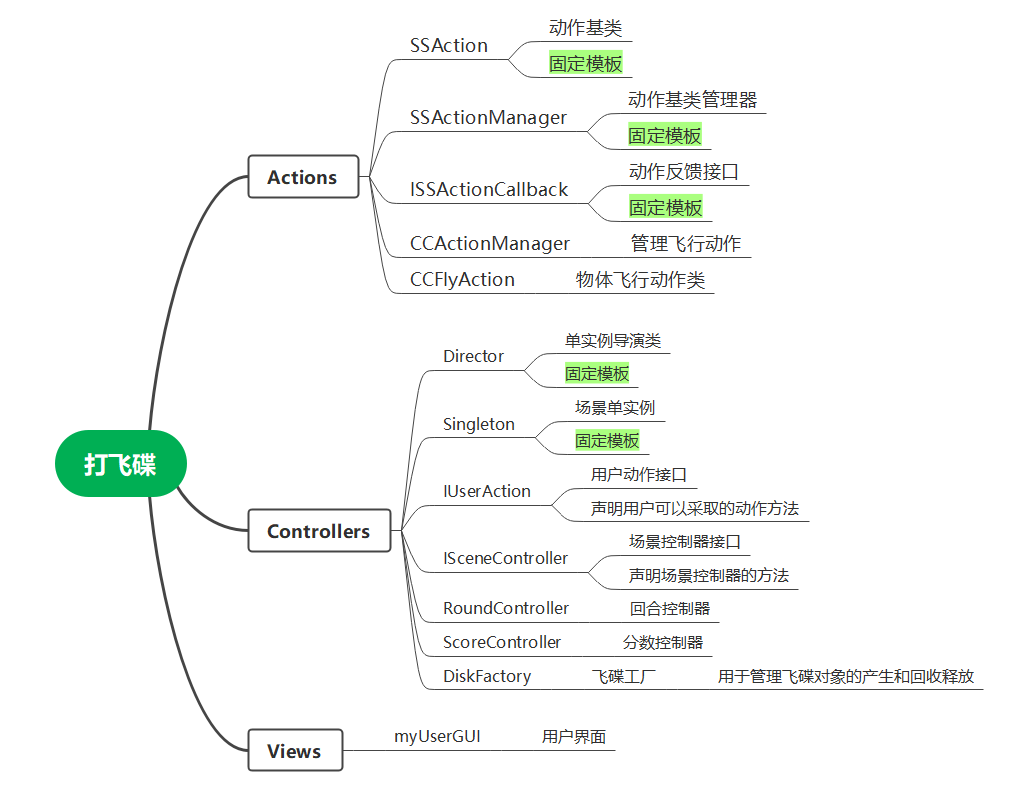 打飞碟
Actions
SSAction
动作基类
固定模板
SSActionManager
动作基类管理器
固定模板
ISSActionCallback
动作反馈接口
固定模板
CCActionManager
管理飞行动作
CCFlyAction
物体飞行动作类
Controllers
Director
单实例导演类
固定模板
Singleton
场景单实例
固定模板
IUserAction
用户动作接口
声明用户可以采取的动作方法
ISceneController
场景控制器接口
声明场景控制器的方法
RoundController
回合控制器
ScoreController
分数控制器
DiskFactory
飞碟工厂
用于管理飞碟对象的产生和回收释放
Views
myUserGUI
用户界面